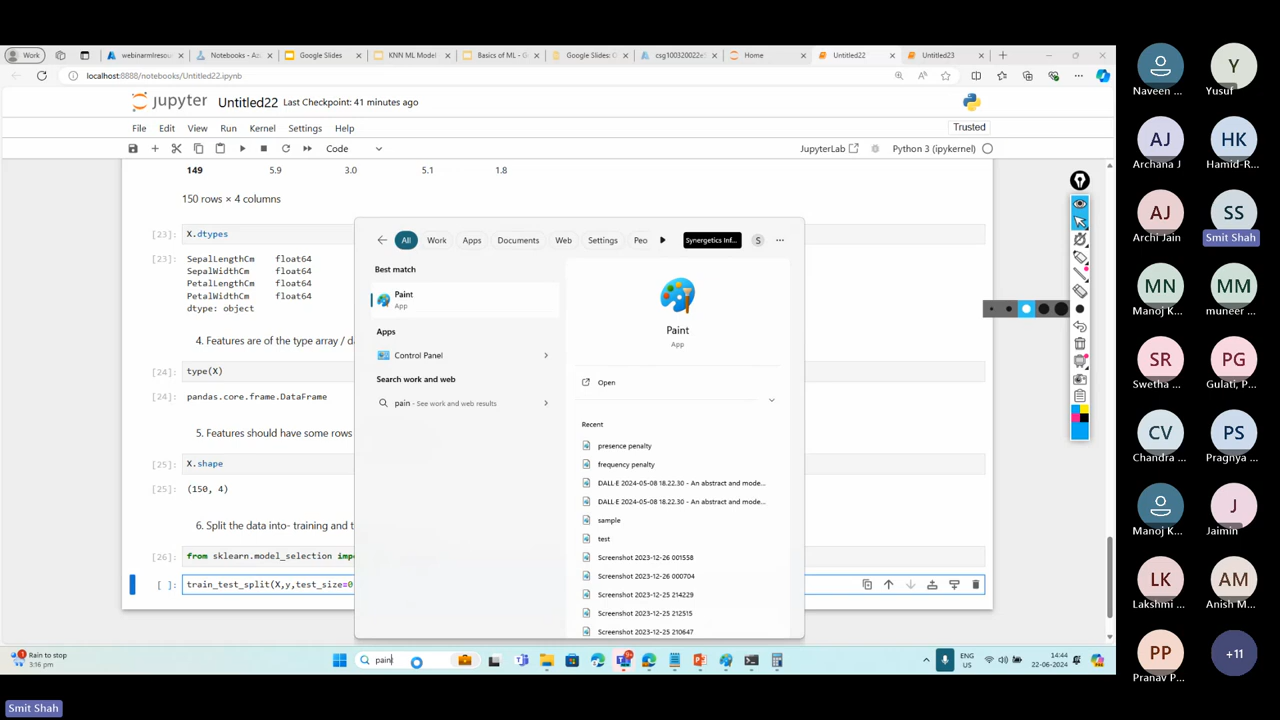 Work
webinarmlresource
Notebooks - Az
Google Slides
KNN ML Model
Basics of ML - G
Google Slides: O
csg100320022e
Home
Untitled22
Untitled23
localhost:8888/notebooks/Untitled22.ipynb
jupyter Untitled22 Last Checkpoint: 41 minutes ago
File Edit View Run Kernel Settings Help
Trusted
Code
JupyterLab
Python 3 (ipykernel)
149 5.9 3.0 5.1 1.8
150 rows × 4 columns
[23]: X.dtypes
[23]: SepalLengthCm float64
SepalWidthCm float64
PetalLengthCm float64
PetalWidthCm float64
dtype: object
4. Features are of the type array / da
[24]: type(X)
[24]: pandas.core.frame.DataFrame
5. Features should have some rows
[25]: X.shape
[25]: (150, 4)
6. Split the data into- training and t
[26]: from sklearn.model_selection impo
[ ]: train_test_split(X,y,test_size=0
All Work Apps Documents Web Settings Peo
Synergetics Inf...
S
Best match
Paint
App
Apps
Control Panel
Search work and web
pain - See work and web results
Paint
App
Open
Recent
presence penalty
frequency penalty
DALL·E 2024-05-08 18.22.30 - An abstract and mode...
DALL·E 2024-05-08 18.22.30 - An abstract and mode...
sample
test
Screenshot 2023-12-26 001558
Screenshot 2023-12-26 000704
Screenshot 2023-12-25 214229
Screenshot 2023-12-25 212515
Screenshot 2023-12-25 210647
Rain to stop
3:16 pm
pain
ENG
US
14:44
22-06-2024
Smit Shah
Naveen ...
Y
Yusuf
AJ
Archana J
HK
Hamid-R...
AJ
Archi Jain
SS
Smit Shah
MN
Manoj K...
MM
muneer ...
SR
Swetha ...
PG
Gulati, P...
CV
Chandra ...
PS
Pragnya ...
Manoj K...
J
Jaimin
LK
Lakshmi ...
AM
Anish M...
PP
Pranav P...
+11